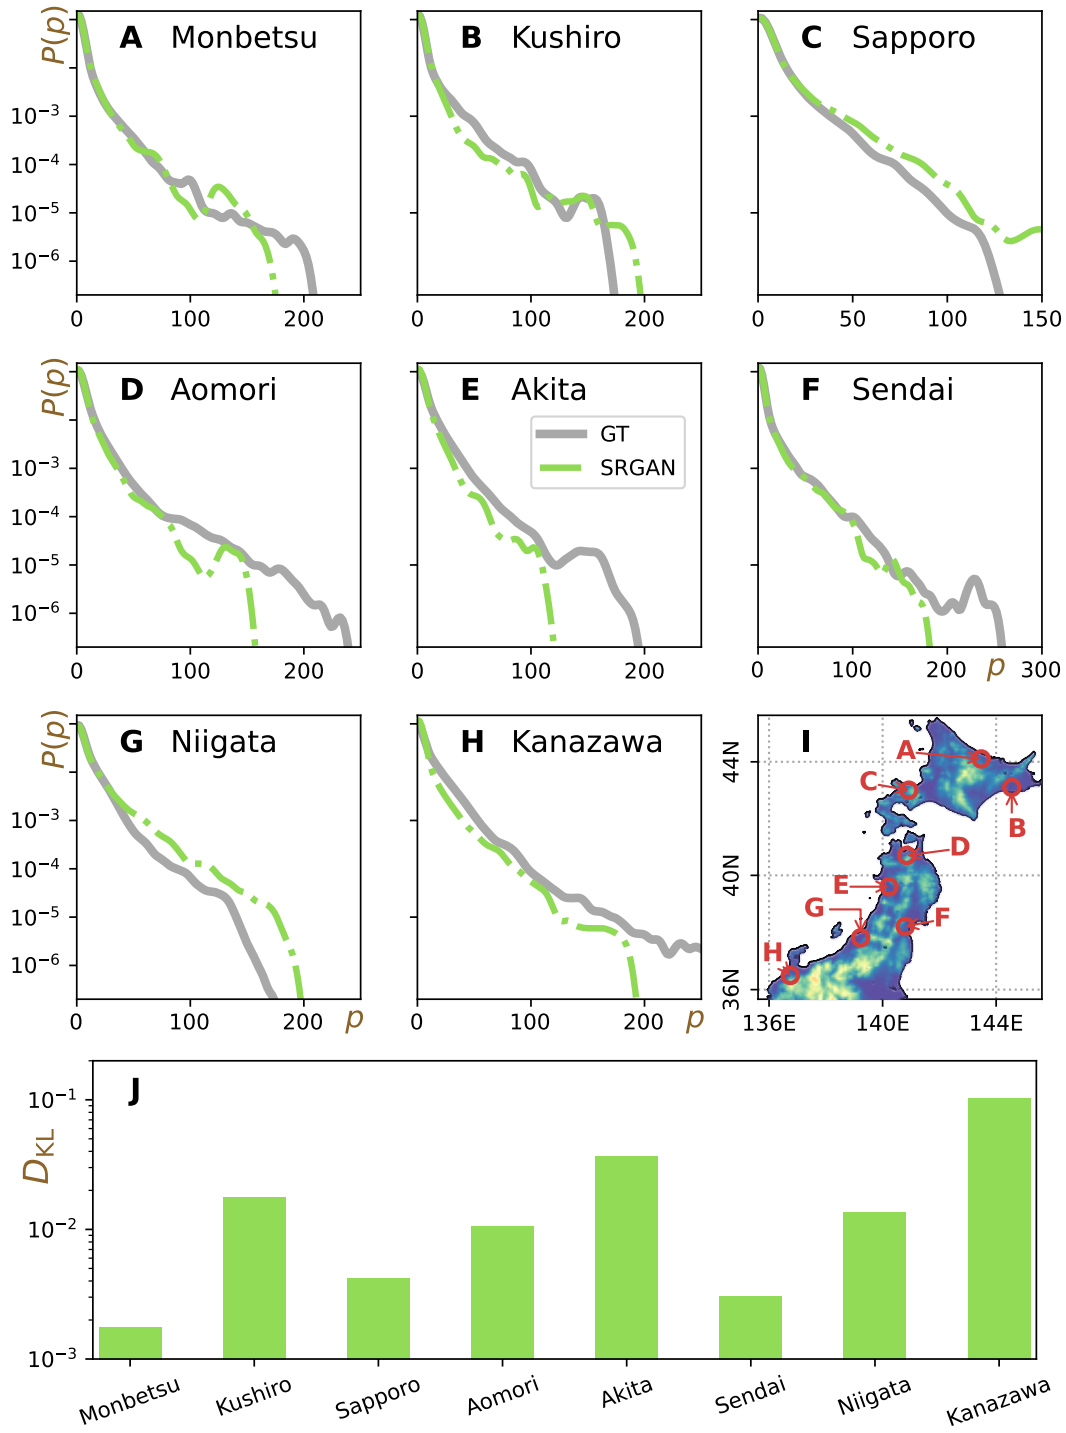 A Monbetsu
P(p)
10⁻³
10⁻⁴
10⁻⁵
10⁻⁶
0 100 200
B Kushiro
0 100 200
C Sapporo
0 50 100 150
D Aomori
P(p)
10⁻³
10⁻⁴
10⁻⁵
10⁻⁶
0 100 200
E Akita
GT
SRGAN
0 100 200
F Sendai
0 100 200 300
p
G Niigata
P(p)
10⁻³
10⁻⁴
10⁻⁵
10⁻⁶
0 100 200
p
H Kanazawa
0 100 200
p
I
44N
40N
36N
A
C
B
D
E
G
F
H
136E 140E 144E
J
D_KL
10⁻¹
10⁻²
10⁻³
Monbetsu
Kushiro
Sapporo
Aomori
Akita
Sendai
Niigata
Kanazawa